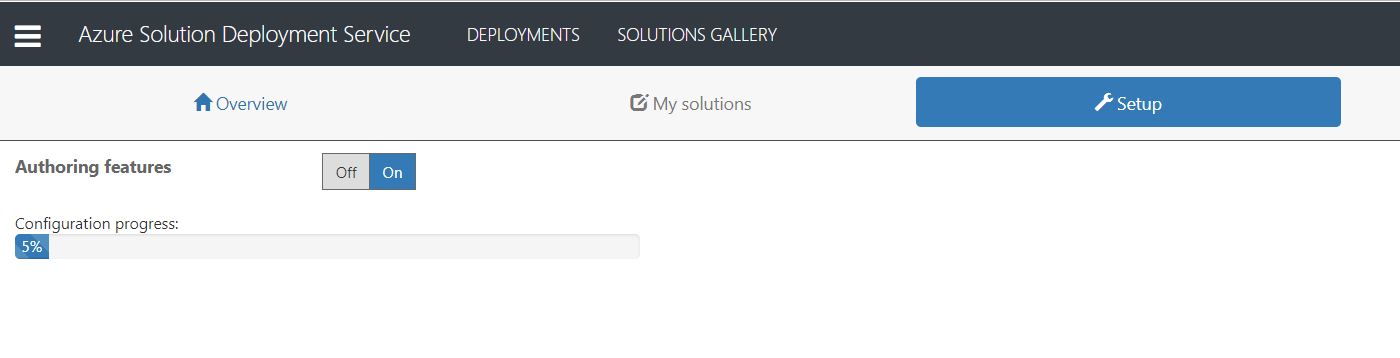 Azure Solution Deployment Service DEPLOYMENTS SOLUTIONS GALLERY
Overview My solutions Setup
Authoring features Off On
Configuration progress:
5%